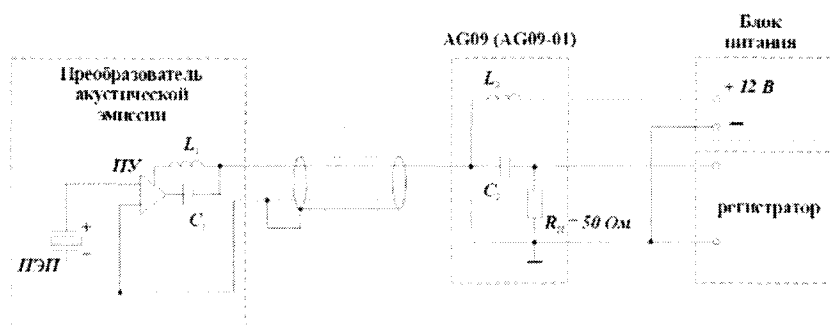 Преобразователь
акустической
эмиссии
ПУ
L₁
C₁
ПЭП
+
−
AG09 (AG09-01)
L₂
C₂
Rн = 50 Ом
Блок
питания
+ 12 В
−
регистратор